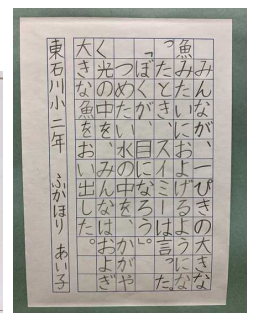 みんなが、一ぴきの大きな
魚みたいにおよげるようにな
ったとき、スイミーは言った。
「ぼくが、目になろう。」
つめたい水の中を、かがや
く光の中を、みんなはおよぎ
大きな魚をおい出した。
東石川小 二年 ふかほり あい子